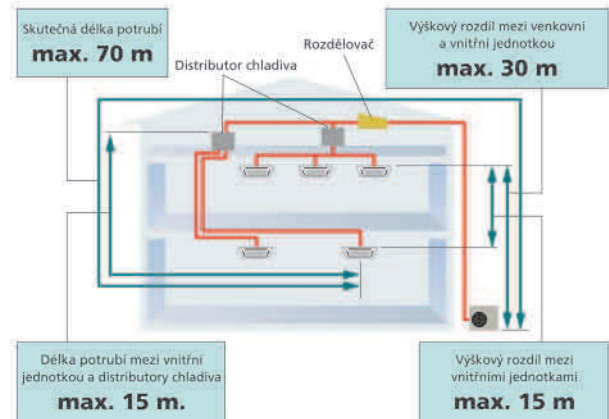 Skutečná délka potrubí
max. 70 m
Rozdělovač
Distributor chladiva
Výškový rozdíl mezi venkovní
a vnitřní jednotkou
max. 30 m
Délka potrubí mezi vnitřní
jednotkou a distributory chladiva
max. 15 m.
Výškový rozdíl mezi
vnitřními jednotkami
max. 15 m